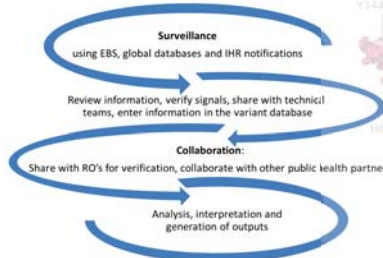 Surveillance
using EBS, global databases and IHR notifications
Review information, verify signals, share with technical
teams, enter information in the variant database
Collaboration:
Share with RO's for verification, collaborate with other public health partne
Analysis, interpretation and
generation of outputs